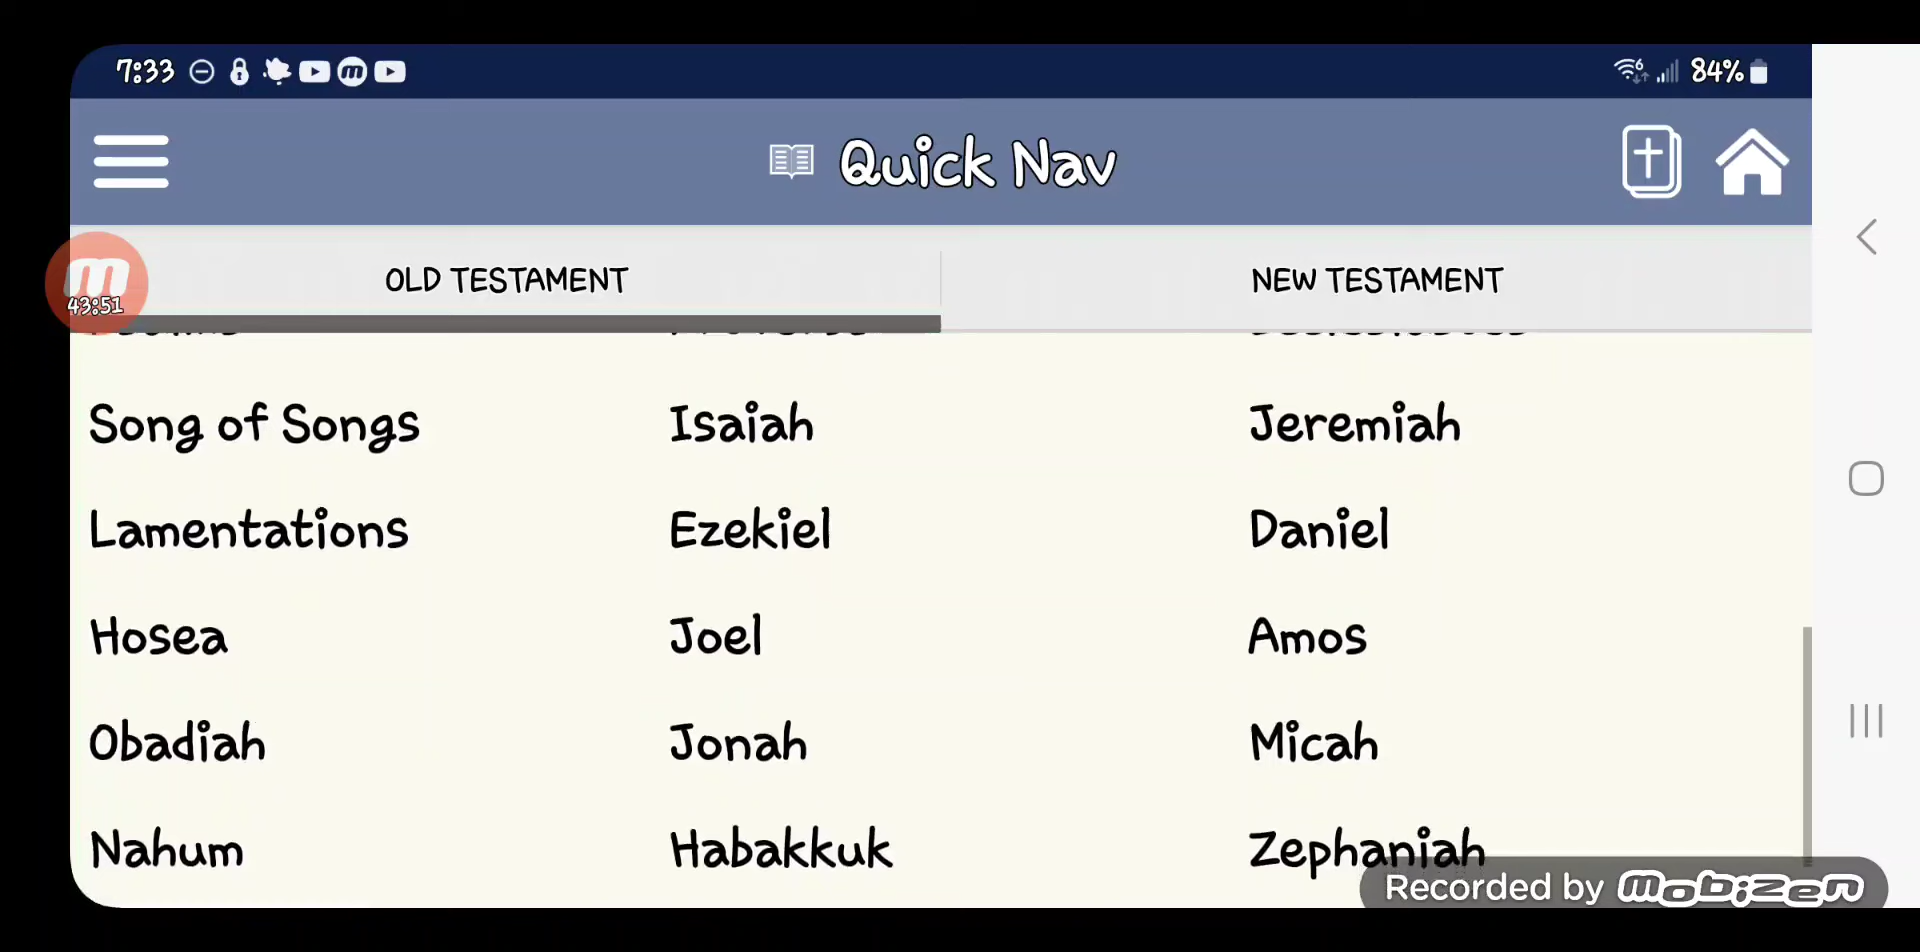 7:33 84%
Quick Nav
43:51
OLD TESTAMENT NEW TESTAMENT
Song of Songs Isaiah Jeremiah
Lamentations Ezekiel Daniel
Hosea Joel Amos
Obadiah Jonah Micah
Nahum Habakkuk Zephaniah
Recorded by mobizen